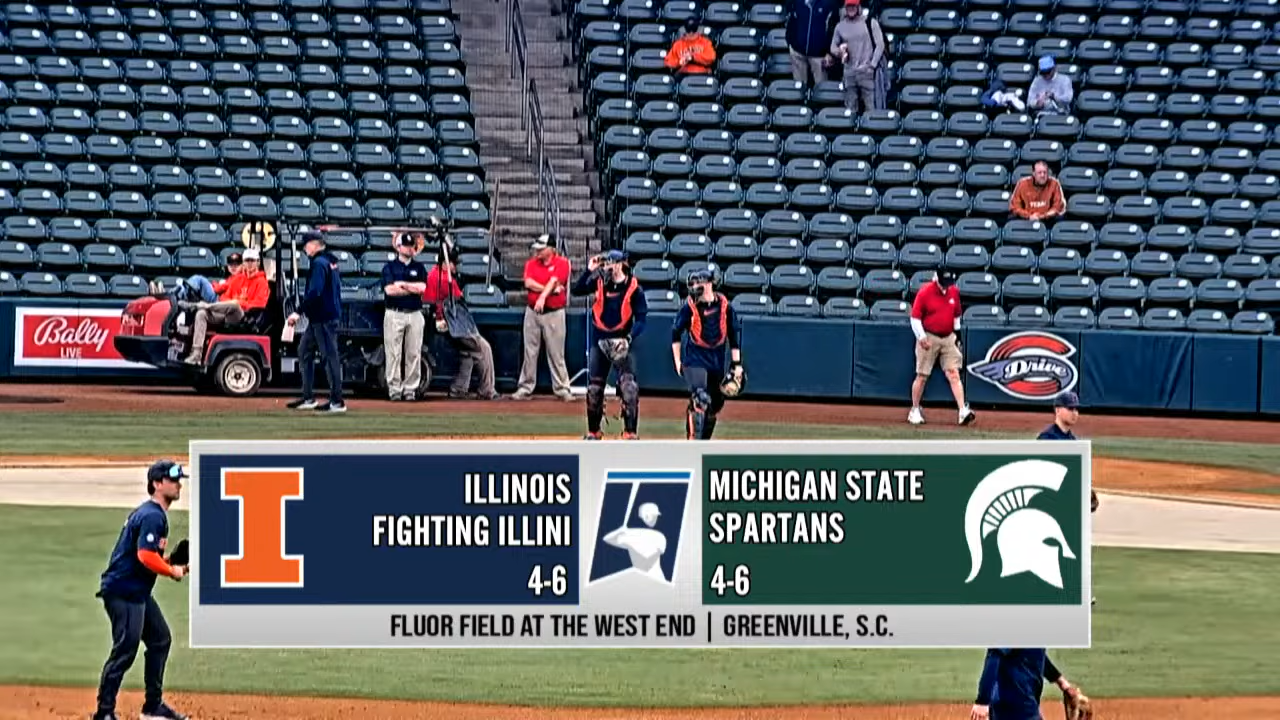 Bally
LIVE
Drive
ILLINOIS
FIGHTING ILLINI
4-6
MICHIGAN STATE
SPARTANS
4-6
FLUOR FIELD AT THE WEST END | GREENVILLE, S.C.